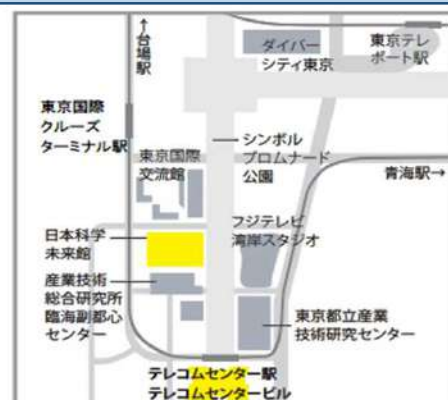 ←台場駅
ダイバー
シティ東京
東京テレ
ポート駅
東京国際
クルーズ
ターミナル駅
シンボル
プロムナード
公園
東京国際
交流館
青海駅→
日本科学
未来館
フジテレビ
湾岸スタジオ
産業技術
総合研究所
臨海副都心
センター
東京都立産業
技術研究センター
テレコムセンター駅
テレコムセンタービル